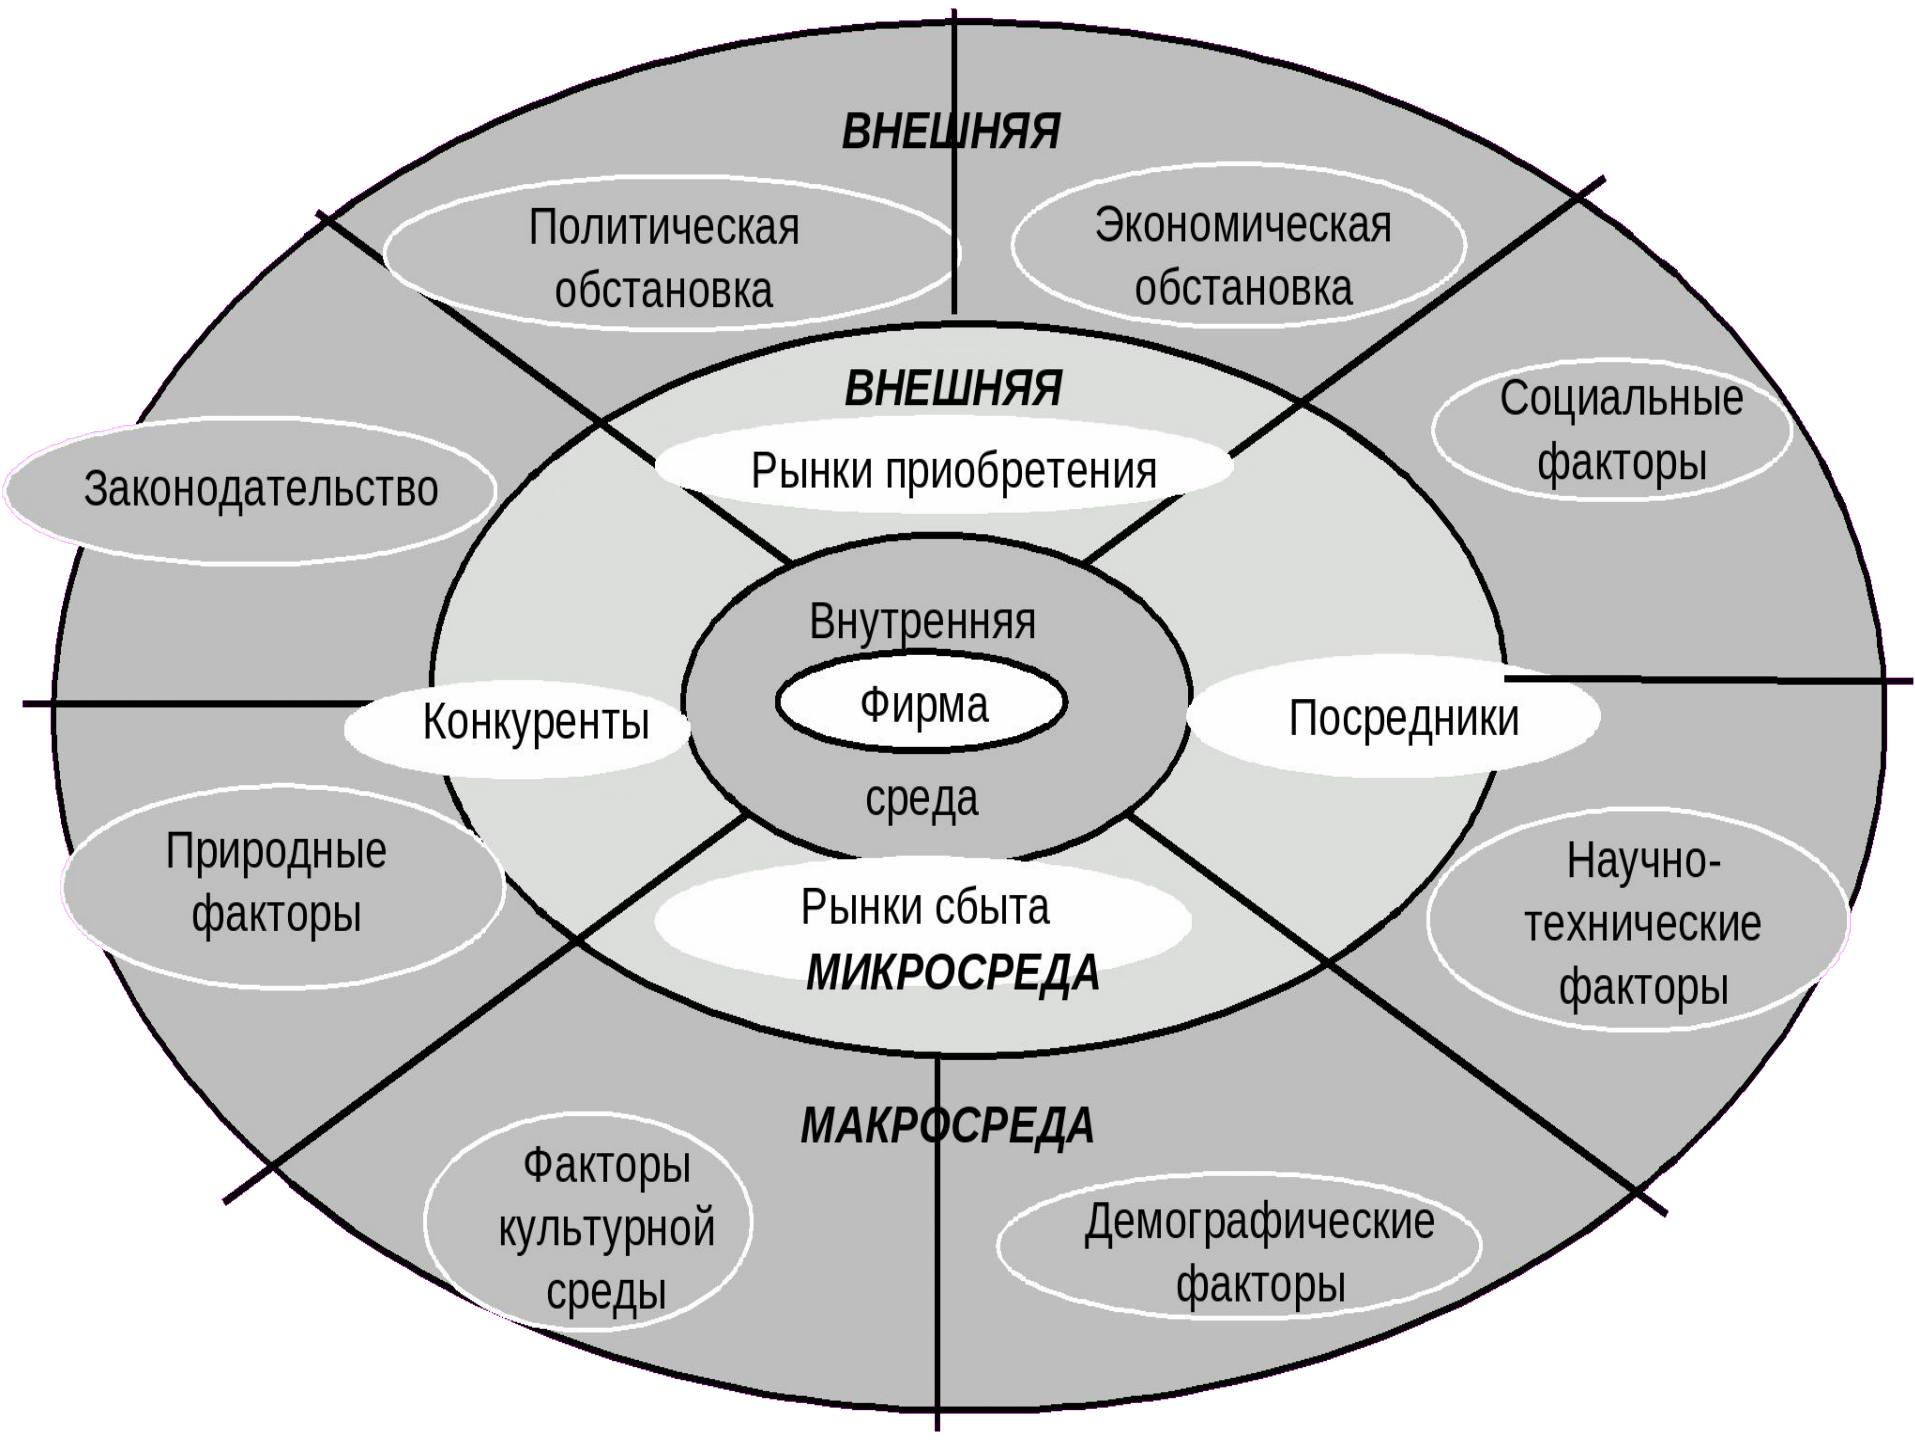 ВНЕШНЯЯ
Политическая
обстановка
Экономическая
обстановка
Социальные
факторы
Законодательство
ВНЕШНЯЯ
Рынки приобретения
Внутренняя
Фирма
среда
Конкуренты
Посредники
Рынки сбыта
МИКРОСРЕДА
Природные
факторы
Научно-
технические
факторы
МАКРОСРЕДА
Факторы
культурной
среды
Демографические
факторы